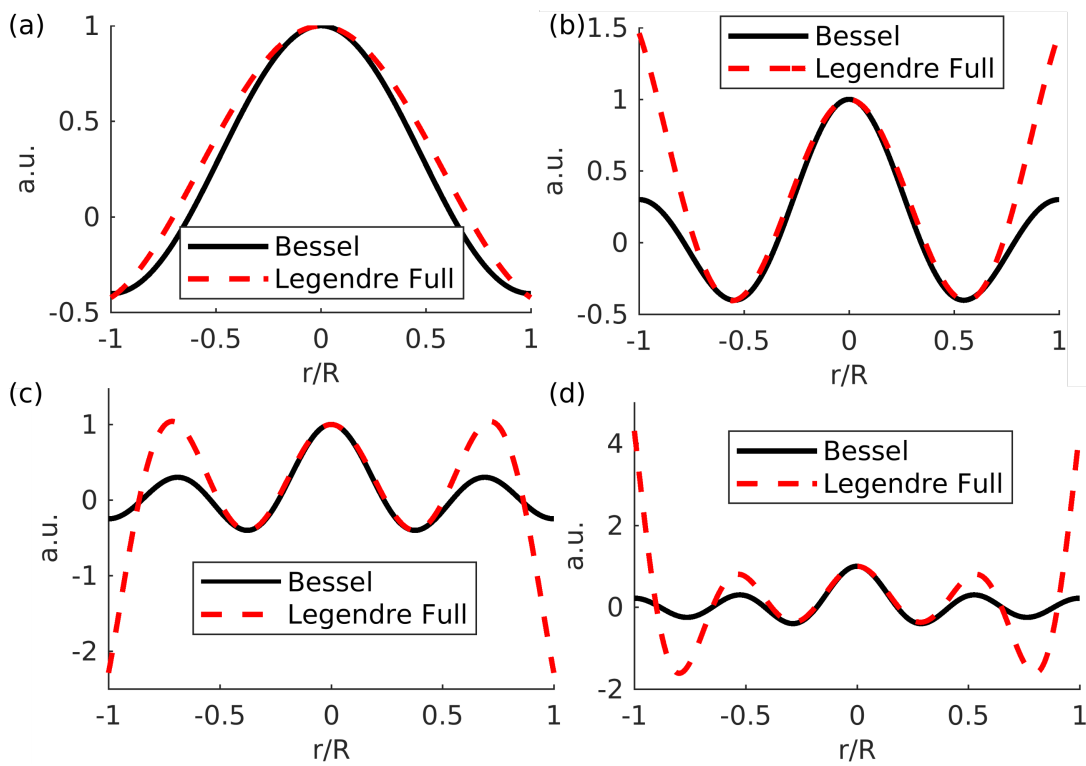 (a)
1
0.5
0
-0.5
a.u.
Bessel
Legendre Full
-1 -0.5 0 0.5 1
r/R
(b)
1.5
1
0.5
0
-0.5
a.u.
Bessel
Legendre Full
-1 -0.5 0 0.5 1
r/R
(c)
1
0
-1
-2
a.u.
Bessel
Legendre Full
-1 -0.5 0 0.5 1
r/R
(d)
4
2
0
-2
a.u.
Bessel
Legendre Full
-1 -0.5 0 0.5 1
r/R